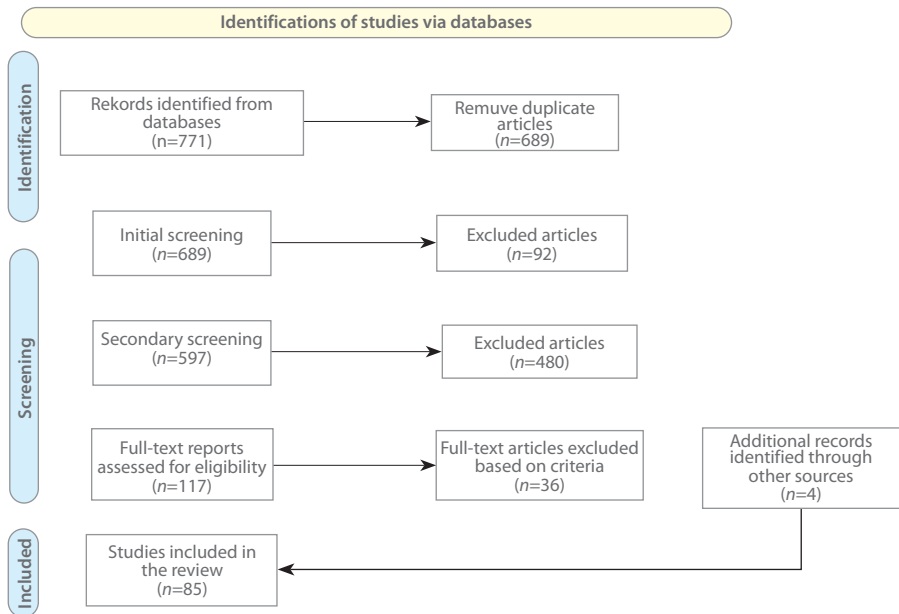 Identifications of studies via databases
Identification
Rekords identified from
databases
(n=771)
Remuve duplicate
articles
(n=689)
Initial screening
(n=689)
Excluded articles
(n=92)
Screening
Secondary screening
(n=597)
Excluded articles
(n=480)
Full-text reports
assessed for eligibility
(n=117)
Full-text articles excluded
based on criteria
(n=36)
Additional records
identified through
other sources
(n=4)
Included
Studies included in
the review
(n=85)